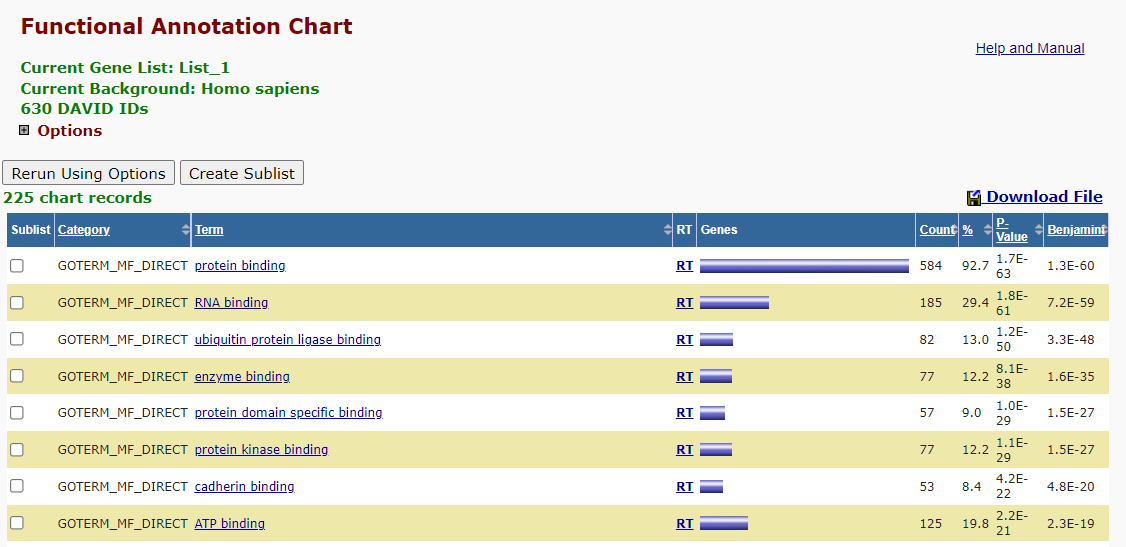 Functional Annotation Chart
Help and Manual
Current Gene List: List_1
Current Background: Homo sapiens
630 DAVID IDs
Options
Rerun Using Options Create Sublist
225 chart records Download File
Sublist Category Term RT Genes Count % P-Value Benjamini
GOTERM_MF_DIRECT protein binding RT 584 92.7 1.7E-63 1.3E-60
GOTERM_MF_DIRECT RNA binding RT 185 29.4 1.8E-61 7.2E-59
GOTERM_MF_DIRECT ubiquitin protein ligase binding RT 82 13.0 1.2E-50 3.3E-48
GOTERM_MF_DIRECT enzyme binding RT 77 12.2 8.1E-38 1.6E-35
GOTERM_MF_DIRECT protein domain specific binding RT 57 9.0 1.0E-29 1.5E-27
GOTERM_MF_DIRECT protein kinase binding RT 77 12.2 1.1E-29 1.5E-27
GOTERM_MF_DIRECT cadherin binding RT 53 8.4 4.2E-22 4.8E-20
GOTERM_MF_DIRECT ATP binding RT 125 19.8 2.2E-21 2.3E-19